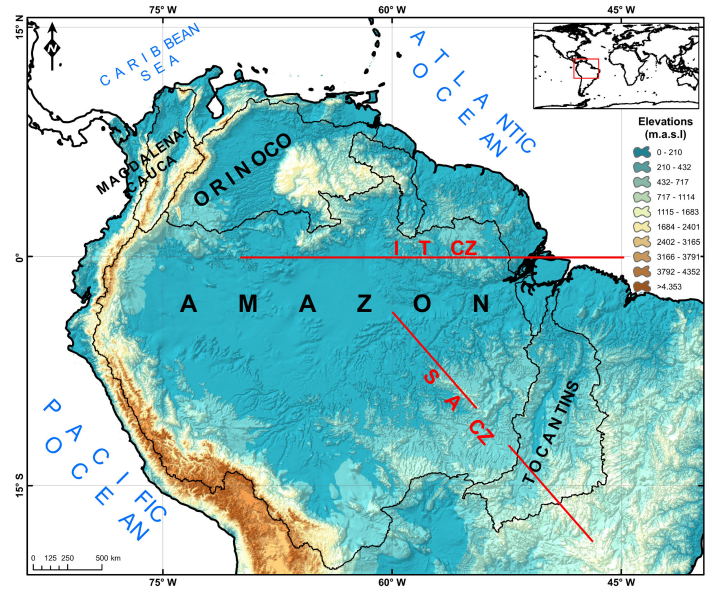 75° W
60° W
45° W
15° N
N
CARIBBEAN
SEA
ATLANTIC
OCEAN
Elevations
(m.a.s.l)
0 - 210
210 - 432
432- 717
717 - 1114
1115 - 1683
1684 - 2401
2402 - 3165
3166 - 3791
3792 - 4352
>4.353
MAGDALENA
CAUCA
ORINOCO
I T CZ
0°
0°
AMAZON
S A CZ
TOCANTINS
PACIFIC
OCEAN
15° S
15° S
0 125 250 500 km
75° W
60° W
45° W